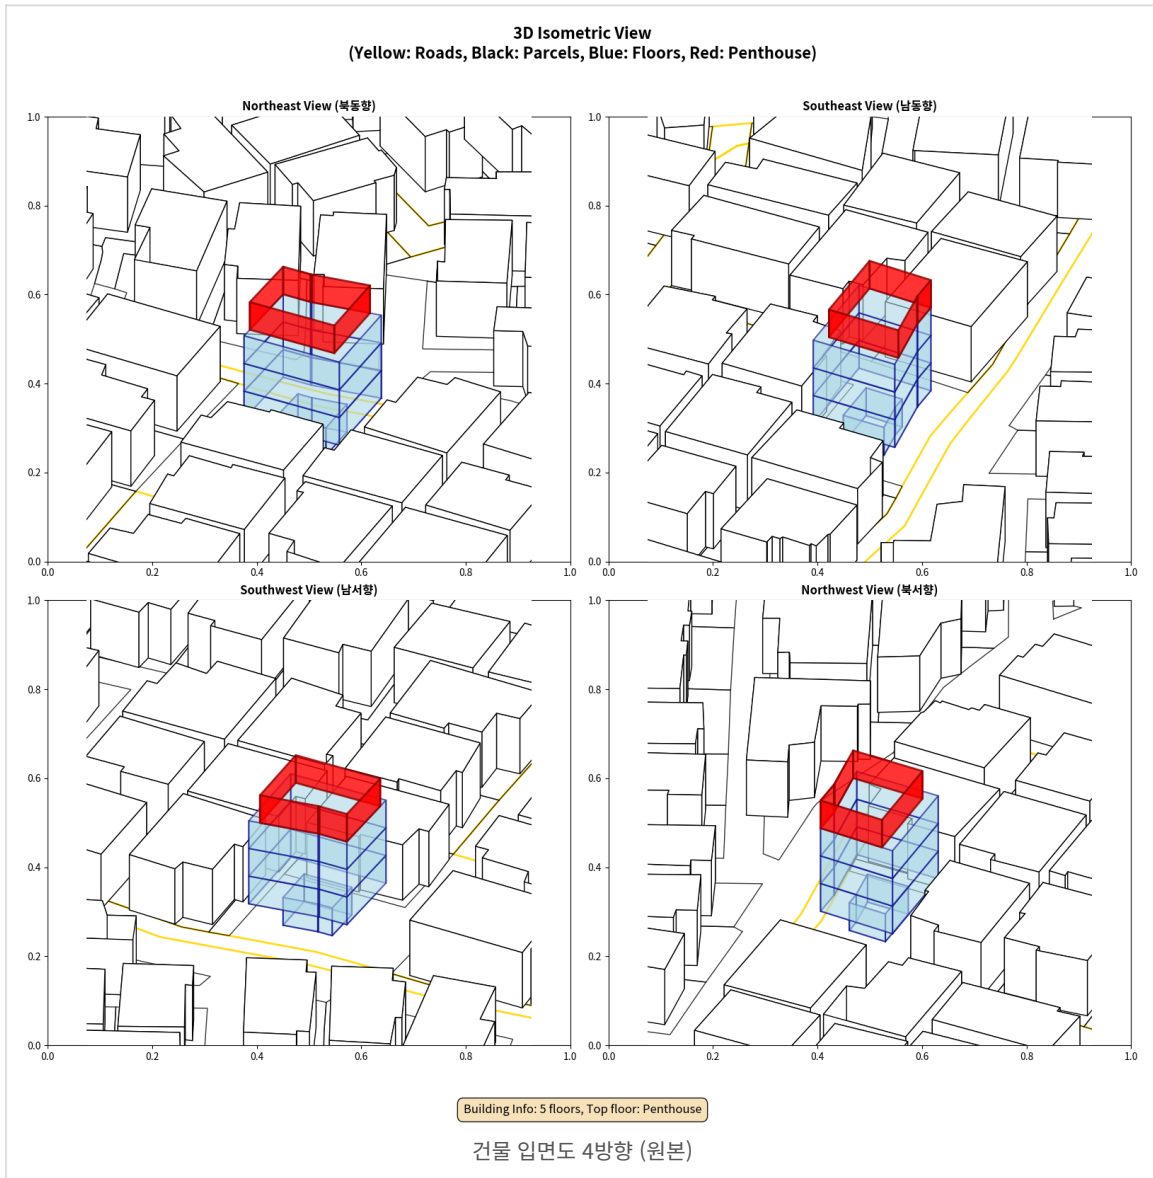 3D Isometric View
(Yellow: Roads, Black: Parcels, Blue: Floors, Red: Penthouse)
Northeast View (북동향)
1.0
0.8
0.6
0.4
0.2
0.0
0.0 0.2 0.4 0.6 0.8 1.0
Southeast View (남동향)
1.0
0.8
0.6
0.4
0.2
0.0
0.0 0.2 0.4 0.6 0.8 1.0
Southwest View (남서향)
1.0
0.8
0.6
0.4
0.2
0.0
0.0 0.2 0.4 0.6 0.8 1.0
Northwest View (북서향)
1.0
0.8
0.6
0.4
0.2
0.0
0.0 0.2 0.4 0.6 0.8 1.0
Building Info: 5 floors, Top floor: Penthouse
건물 입면도 4방향 (원본)